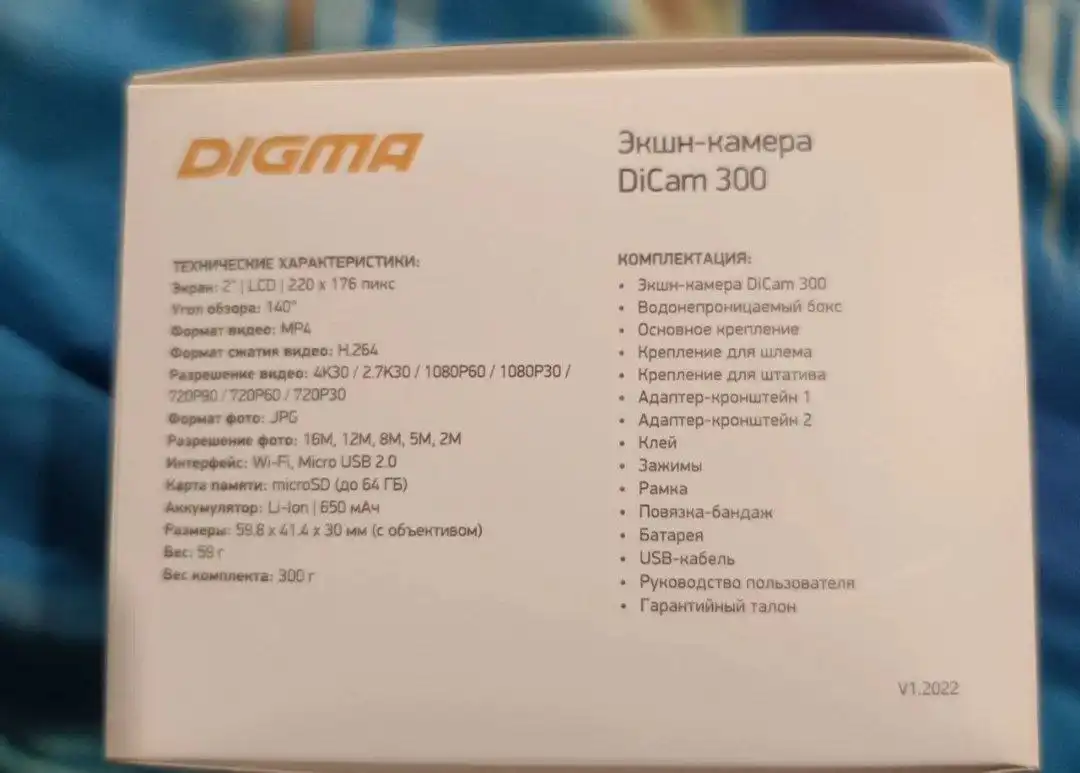 DIGMA
Экшн-камера
DiCam 300
ТЕХНИЧЕСКИЕ ХАРАКТЕРИСТИКИ:
Экран: 2" | LCD | 220 x 176 пикс
Угол обзора: 140°
Формат видео: MP4
Формат сжатия видео: H.264
Разрешение видео: 4K30 / 2.7K30 / 1080P60 / 1080P30 /
720P90 / 720P60 / 720P30
Формат фото: JPG
Разрешение фото: 16M, 12M, 8M, 5M, 2M
Интерфейс: Wi-Fi, Micro USB 2.0
Карта памяти: microSD (до 64 ГБ)
Аккумулятор: Li-Ion | 650 мАч
Размеры: 59.8 x 41.4 x 30 мм (с объективом)
Вес: 59 г
Вес комплекта: 300 г
КОМПЛЕКТАЦИЯ:
• Экшн-камера DiCam 300
• Водонепроницаемый бокс
• Основное крепление
• Крепление для шлема
• Крепление для штатива
• Адаптер-кронштейн 1
• Адаптер-кронштейн 2
• Клей
• Зажимы
• Рамка
• Повязка-бандаж
• Батарея
• USB-кабель
• Руководство пользователя
• Гарантийный талон
V1.2022